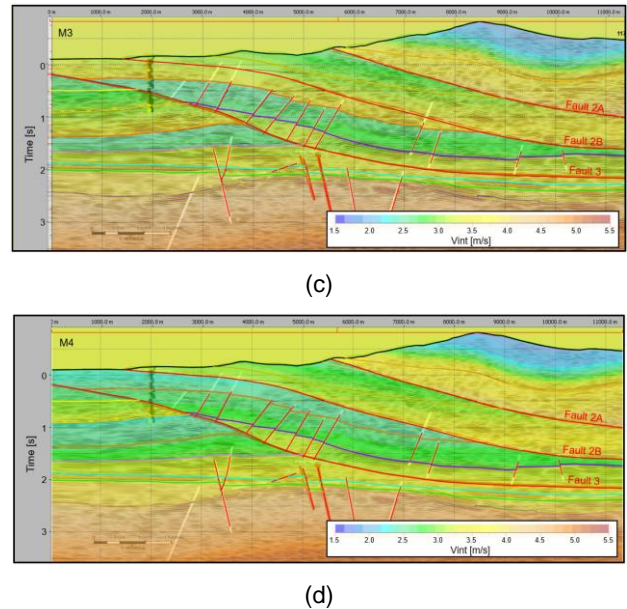 M3
0 1000.0 m 2000.0 m 3000.0 m 4000.0 m 5000.0 m 6000.0 m 7000.0 m 8000.0 m 9000.0 m 10000.0 m 11000.0 m
Time [s]
0
1
2
3
Fault 2A
Fault 2B
Fault 3
1.5 2.0 2.5 3.0 3.5 4.0 4.5 5.0 5.5
Vint [m/s]
(c)
1000.0 m 2000.0 m 3000.0 m 4000.0 m 5000.0 m 6000.0 m 7000.0 m 8000.0 m 9000.0 m 10000.0 m 11000.0 m
M4
Time [s]
0
1
2
3
Fault 2A
Fault 2B
Fault 3
1.5 2.0 2.5 3.0 3.5 4.0 4.5 5.0 5.5
Vint [m/s]
(d)